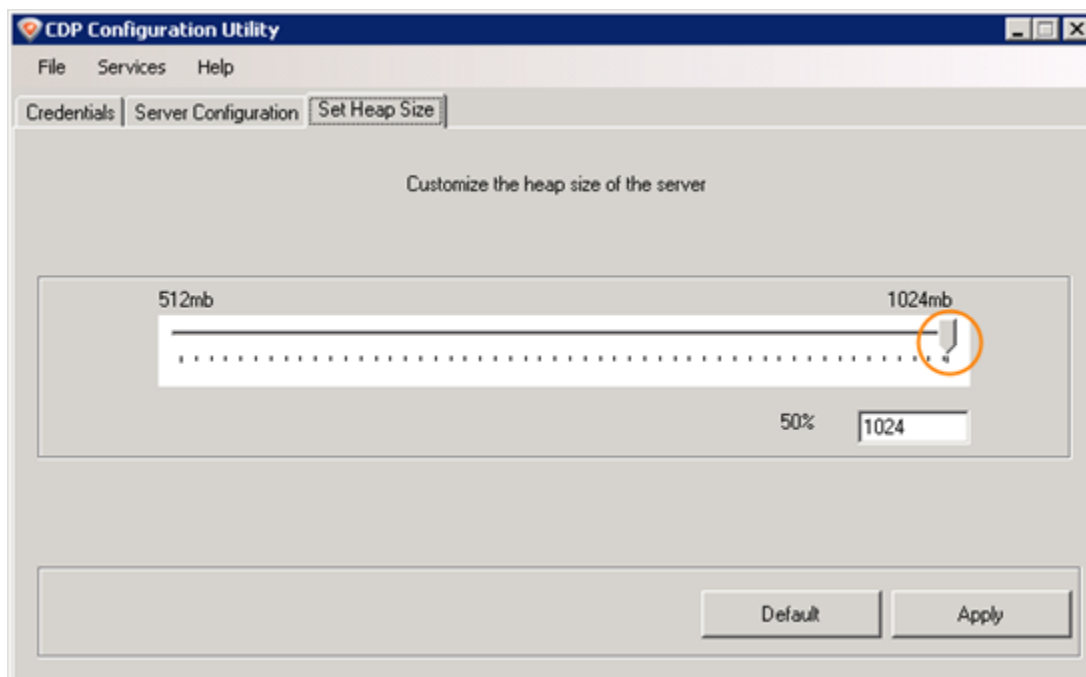 CDP Configuration Utility
File Services Help
Credentials Server Configuration Set Heap Size
Customize the heap size of the server
512mb 1024mb
50% 1024
Default Apply